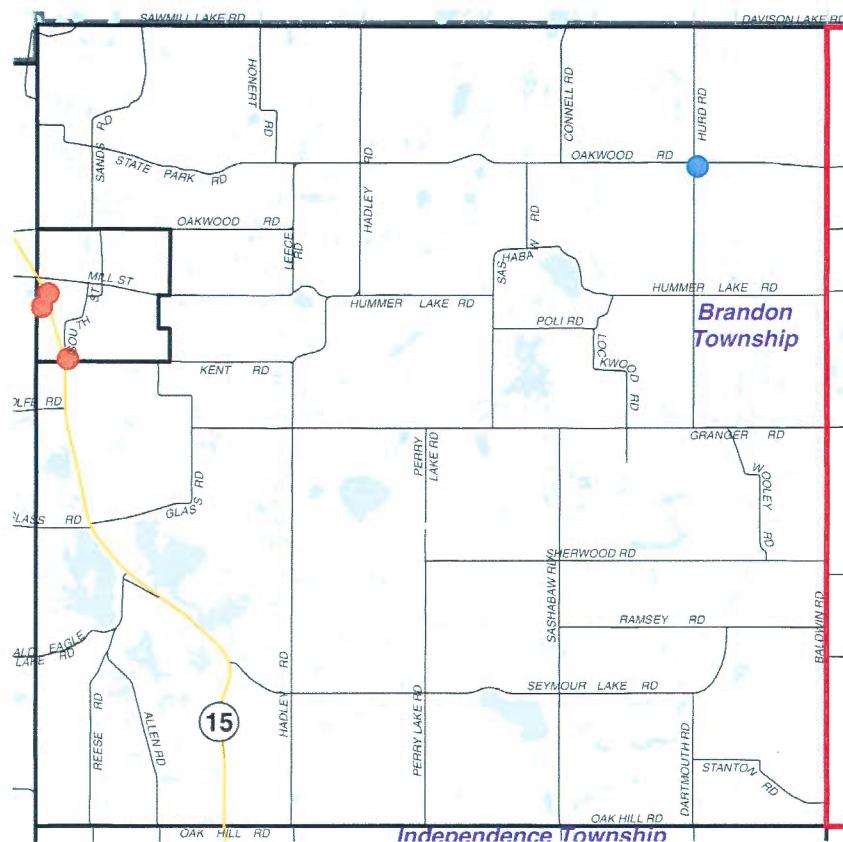 SAWMILL LAKE RD
DAVISON LAKE RD
HONERT RD
CONNELL RD
HURD RD
SANDS RD
STATE PARK RD
HADLEY RD
OAKWOOD RD
OAKWOOD RD
LEECE RD
SASHABAW RD
MILL ST
SOUTH ST
HUMMER LAKE RD
HUMMER LAKE RD
POLI RD
Brandon
Township
LOCKWOOD RD
KENT RD
OLFE RD
PERRY
LAKE RD
GRANGER RD
WOOLEY RD
GLASS RD
GLASS RD
SHERWOOD RD
SASHABAW RD
RAMSEY RD
BALDWIN RD
ALD EAGLE
LAKE RD
SEYMOUR LAKE RD
REESE RD
ALLEN RD
15
HADLEY RD
PERRY LAKE RD
DARTMOUTH RD
STANTON RD
OAK HILL RD
OAK HILL RD
Independence Township